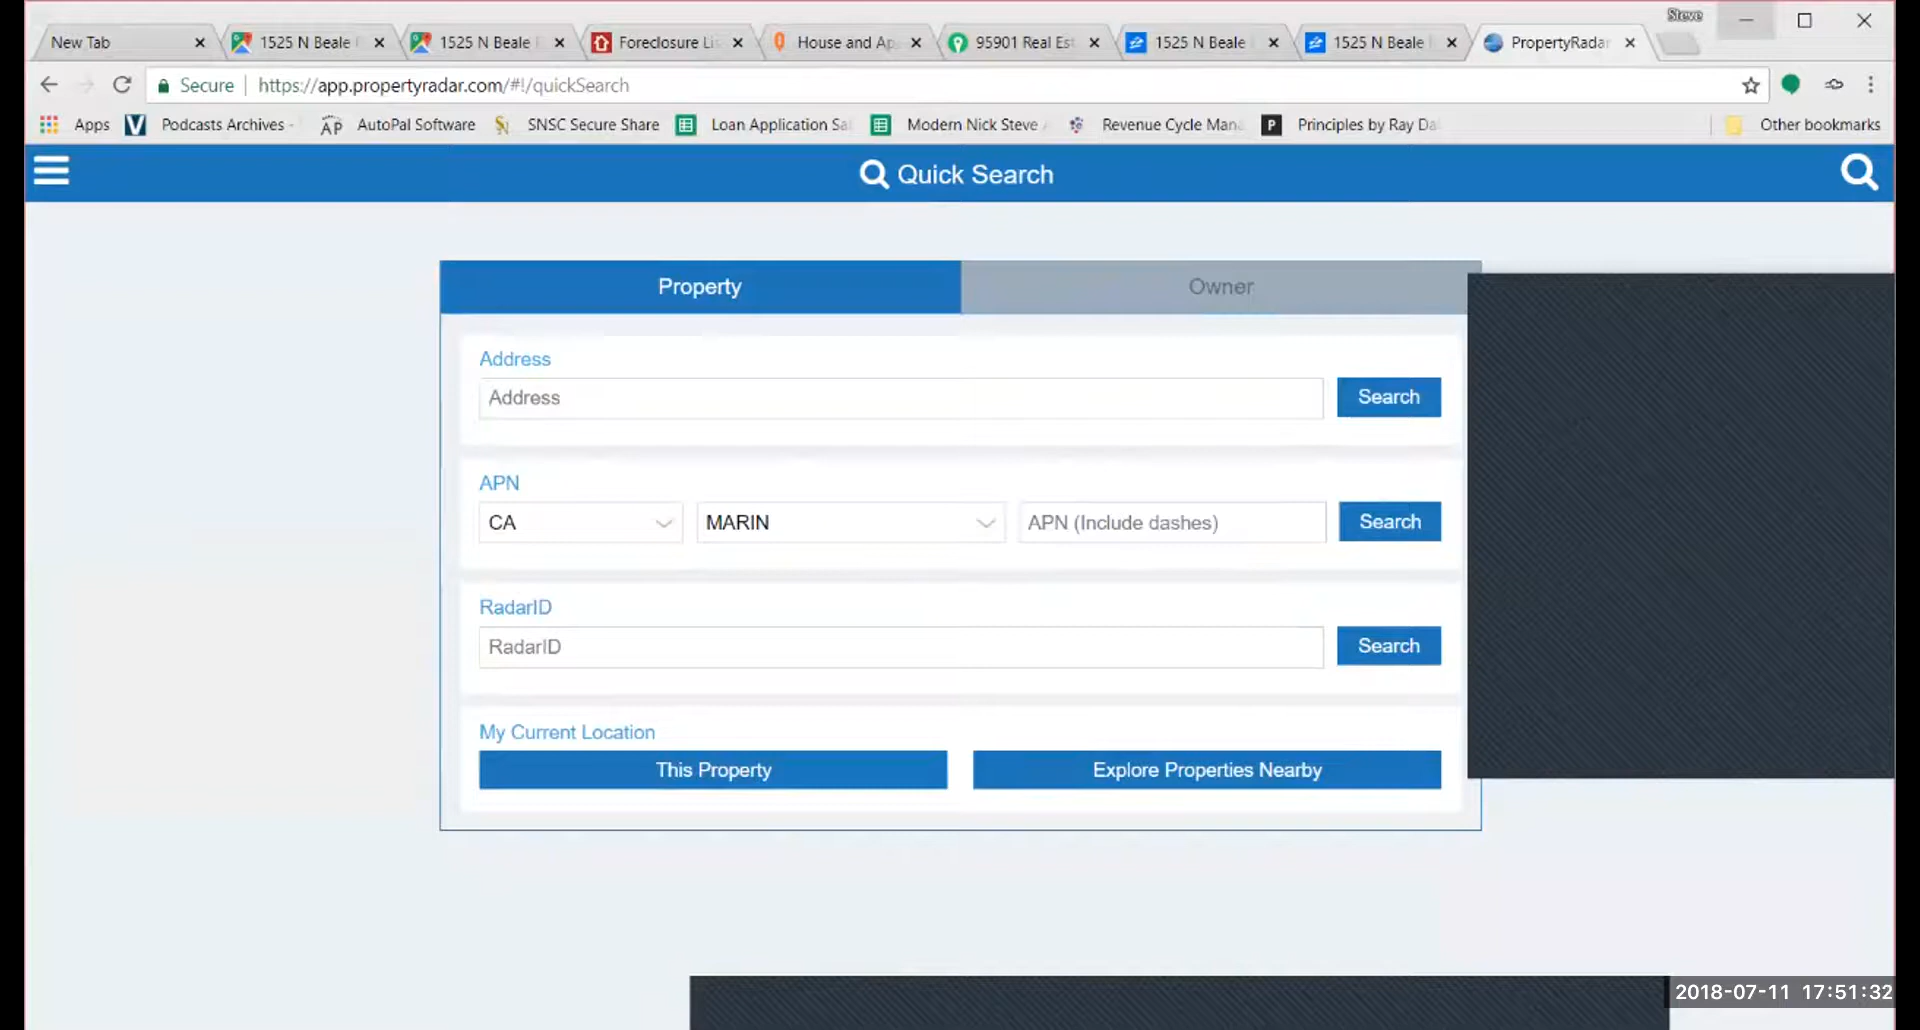 Steve
New Tab
1525 N Beale
1525 N Beale
Foreclosure Li
House and Ap
95901 Real Est
1525 N Beale
1525 N Beale
PropertyRadar
Secure
https://app.propertyradar.com/#!/quickSearch
Apps
Podcasts Archives -
AP
AutoPal Software
SNSC Secure Share
Loan Application Sa
Modern Nick Steve
Revenue Cycle Man
P
Principles by Ray Da
Other bookmarks
Quick Search
Property
Owner
Address
Address
Search
APN
CA
MARIN
APN (Include dashes)
Search
RadarID
RadarID
Search
My Current Location
This Property
Explore Properties Nearby
2018-07-11 17:51:32